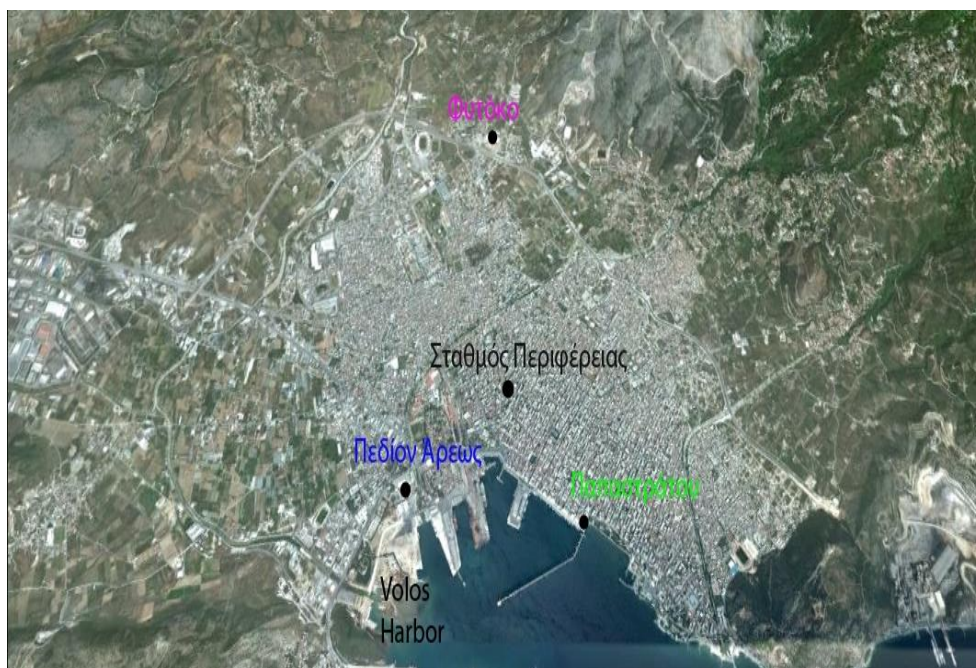 Φυτόκο
Σταθμός Περιφέρειας
Πεδίον Άρεως
Παπαστράτου
Volos
Harbor